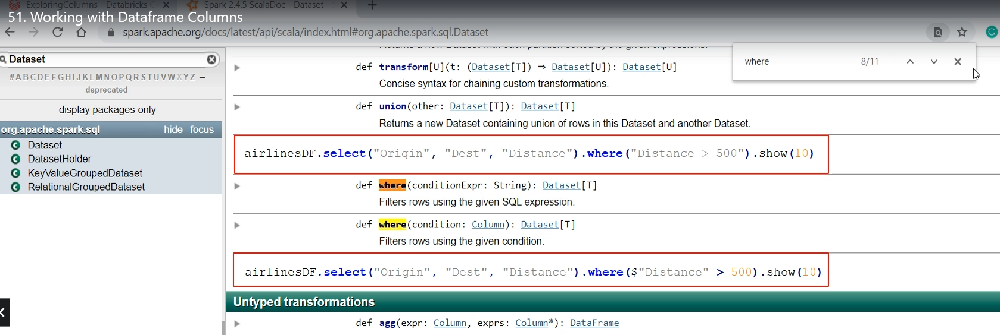 ExploringColumns - Databricks
Spark 2.4.5 ScalaDoc - Dataset -
51. Working with Dataframe Columns
spark.apache.org/docs/latest/api/scala/index.html#org.apache.spark.sql.Dataset
where 8/11
Dataset
#ABCDEFGHIJKLMNOPQRSTUVWXYZ –
deprecated
display packages only
org.apache.spark.sql hide focus
Dataset
DatasetHolder
KeyValueGroupedDataset
RelationalGroupedDataset
def transform[U](t: (Dataset[T]) ⇒ Dataset[U]): Dataset[U]
Concise syntax for chaining custom transformations.
def union(other: Dataset[T]): Dataset[T]
Returns a new Dataset containing union of rows in this Dataset and another Dataset.
airlinesDF.select("Origin", "Dest", "Distance").where("Distance > 500").show(10)
def where(conditionExpr: String): Dataset[T]
Filters rows using the given SQL expression.
def where(condition: Column): Dataset[T]
Filters rows using the given condition.
airlinesDF.select("Origin", "Dest", "Distance").where($"Distance" > 500).show(10)
Untyped transformations
def agg(expr: Column, exprs: Column*): DataFrame